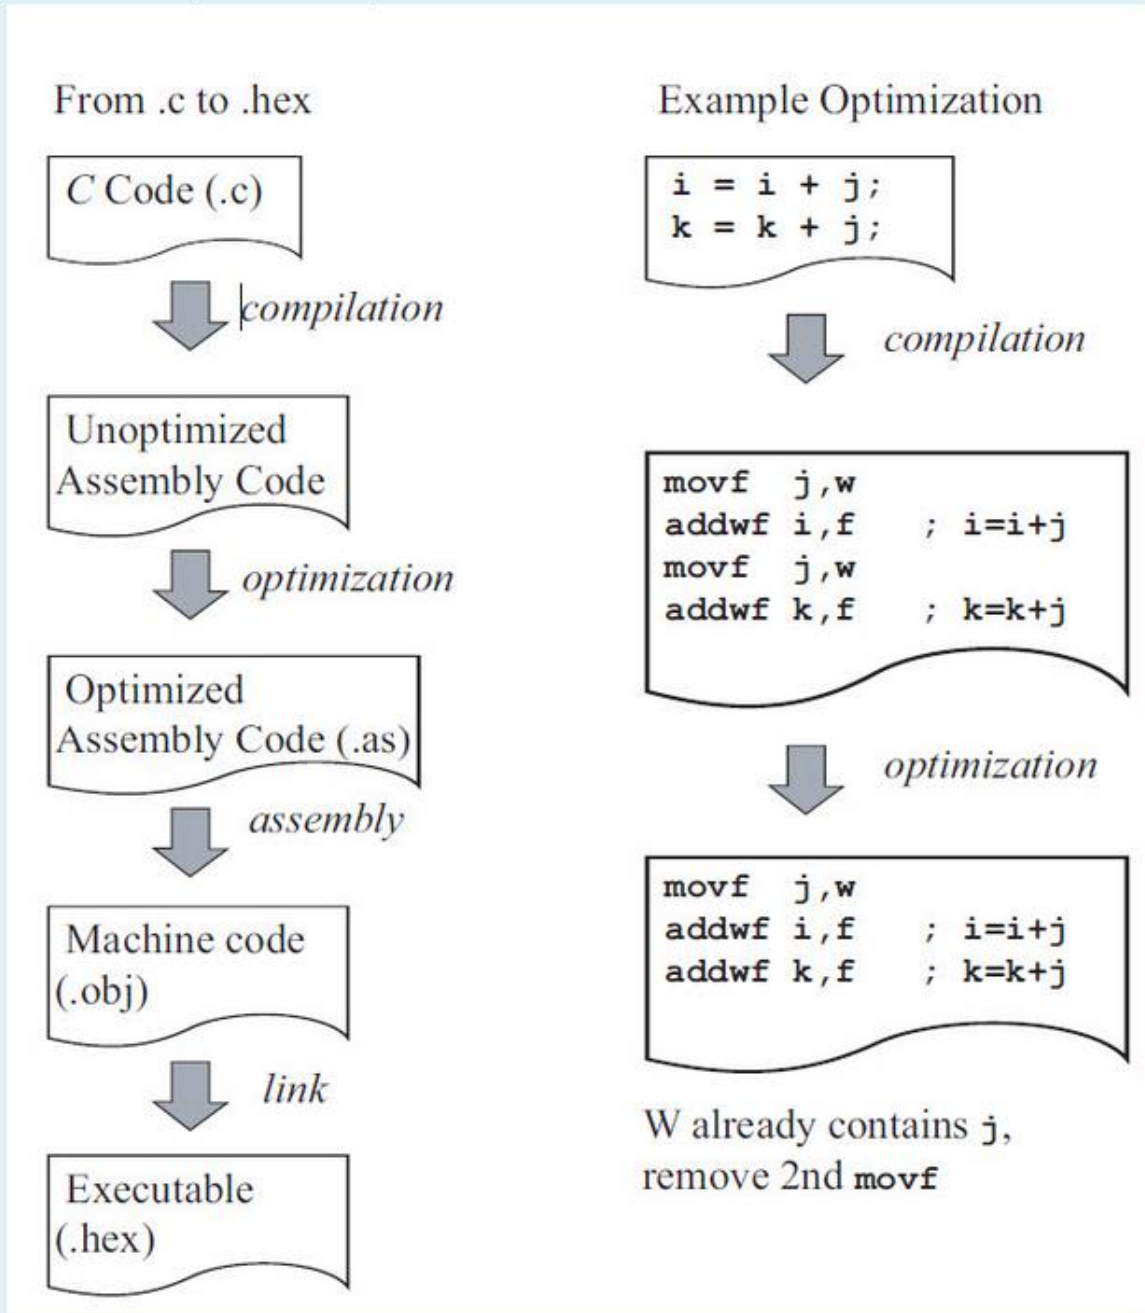 From .c to .hex
C Code (.c)
compilation
Unoptimized
Assembly Code
optimization
Optimized
Assembly Code (.as)
assembly
Machine code
(.obj)
link
Executable
(.hex)
Example Optimization
i = i + j;
k = k + j;
compilation
movf j,w
addwf i,f ; i=i+j
movf j,w
addwf k,f ; k=k+j
optimization
movf j,w
addwf i,f ; i=i+j
addwf k,f ; k=k+j
W already contains j,
remove 2nd movf